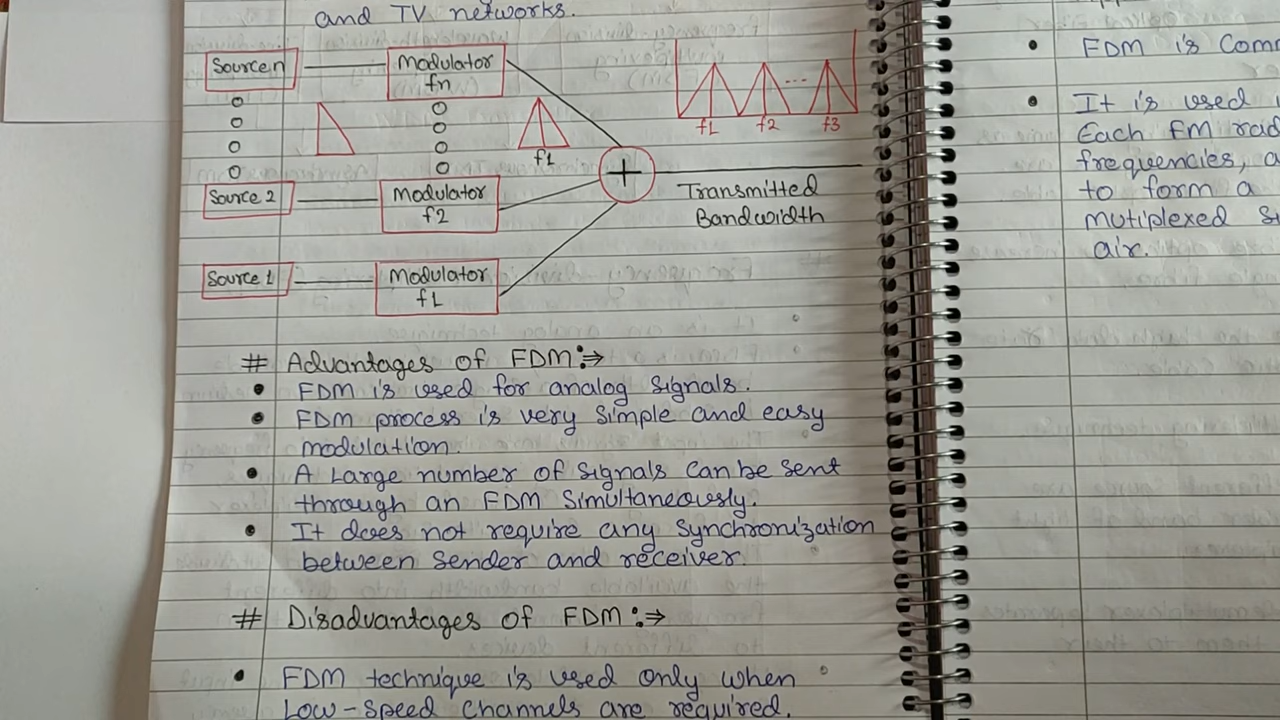 and TV networks.
Source n
Modulator
fn
f1
f1 f2 ... f3
Source 2
Modulator
f2
+
Transmitted
Bandwidth
Source 1
Modulator
f1
# Advantages of FDM:⇒
• FDM is used for analog signals.
• FDM process is very simple and easy
modulation.
• A Large number of signals can be sent
through an FDM simultaneously.
• It does not require any synchronization
between sender and receiver.
# Disadvantages of FDM:⇒
• FDM technique is used only when
Low-speed channels are required.
• FDM is Comm
• It is used
Each FM rad
frequencies, a
to form a
mutiplexed S
air.